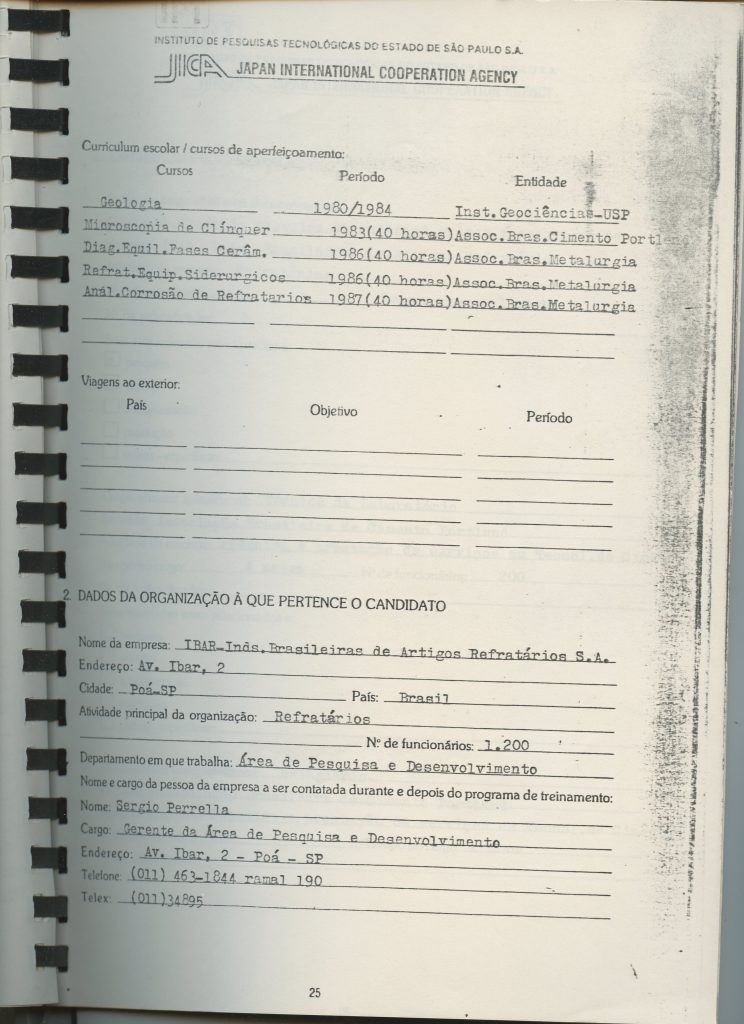 INSTITUTO DE PESQUISAS TECNOLÓGICAS DO ESTADO DE SÃO PAULO S.A.
JICA JAPAN INTERNATIONAL COOPERATION AGENCY
Curriculum escolar / cursos de aperfeiçoamento:
Cursos Período Entidade
Geologia 1980/1984 Inst.Geociências-USP
Microscopia de Clínquer 1983(40 horas)Assoc.Bras.Cimento Portland
Diag.Equil.Fases Cerâm. 1986(40 horas)Assoc.Bras.Metalurgia
Refrat.Equip.Siderurgicos 1986(40 horas)Assoc.Bras.Metalurgia
Anál.Corrosão de Refratarios 1987(40 horas)Assoc.Bras.Metalurgia
Viagens ao exterior:
País Objetivo Período
2. DADOS DA ORGANIZAÇÃO À QUE PERTENCE O CANDIDATO
Nome da empresa: IBAR-Inds.Brasileiras de Artigos Refratários S.A.
Endereço: Av. Ibar, 2
Cidade: Poá-SP País: Brasil
Atividade principal da organização: Refratários
Nº de funcionários: 1.200
Departamento em que trabalha: Área de Pesquisa e Desenvolvimento
Nome e cargo da pessoa da empresa a ser contatada durante e depois do programa de treinamento:
Nome: Sergio Perrella
Cargo: Gerente da Área de Pesquisa e Desenvolvimento
Endereço: Av. Ibar, 2 - Poá - SP
Telefone: (011) 463-1844 ramal 190
Telex: (011)34895
25